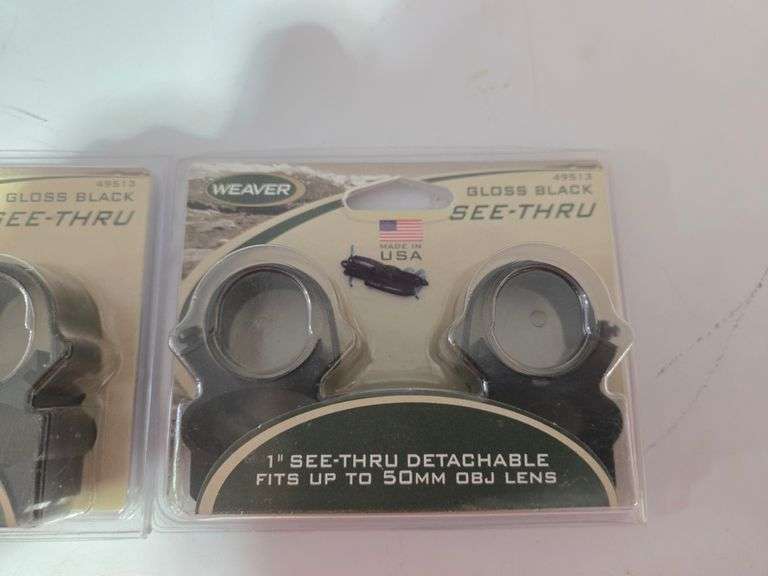 49513
GLOSS BLACK
SEE-THRU
WEAVER
49513
GLOSS BLACK
SEE-THRU
MADE IN
USA
1" SEE-THRU DETACHABLE
FITS UP TO 50MM OBJ LENS